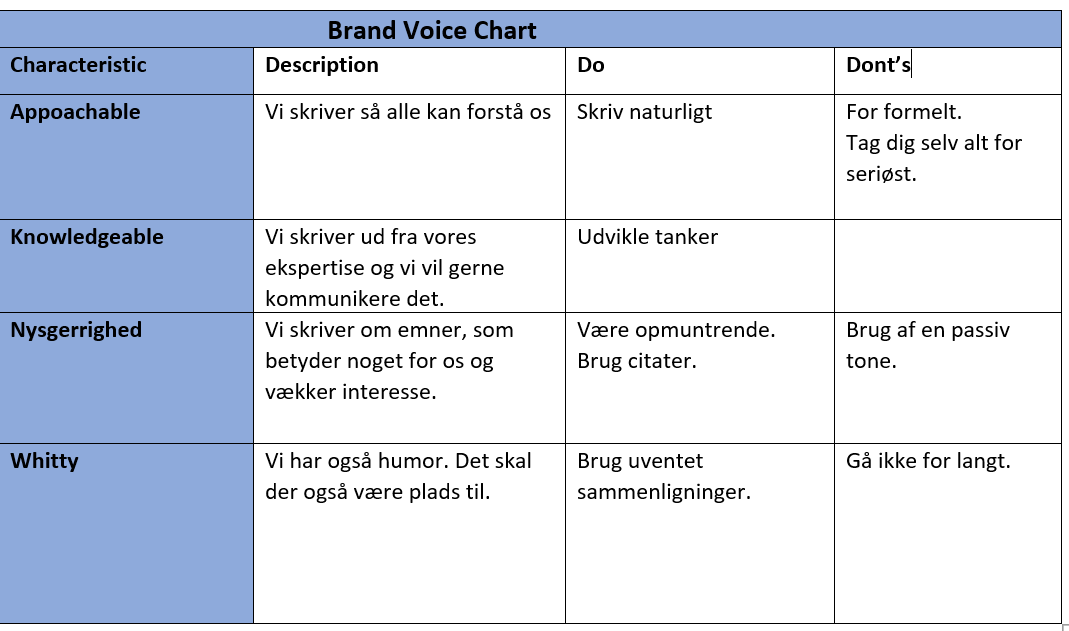 Brand Voice Chart
Characteristic Description Do Dont's
Appoachable Vi skriver så alle kan forstå os Skriv naturligt For formelt.
Tag dig selv alt for
seriøst.
Knowledgeable Vi skriver ud fra vores Udvikle tanker
ekspertise og vi vil gerne
kommunikere det.
Nysgerrighed Vi skriver om emner, som Være opmuntrende. Brug af en passiv
betyder noget for os og Brug citater. tone.
vækker interesse.
Whitty Vi har også humor. Det skal Brug uventet Gå ikke for langt.
der også være plads til. sammenligninger.